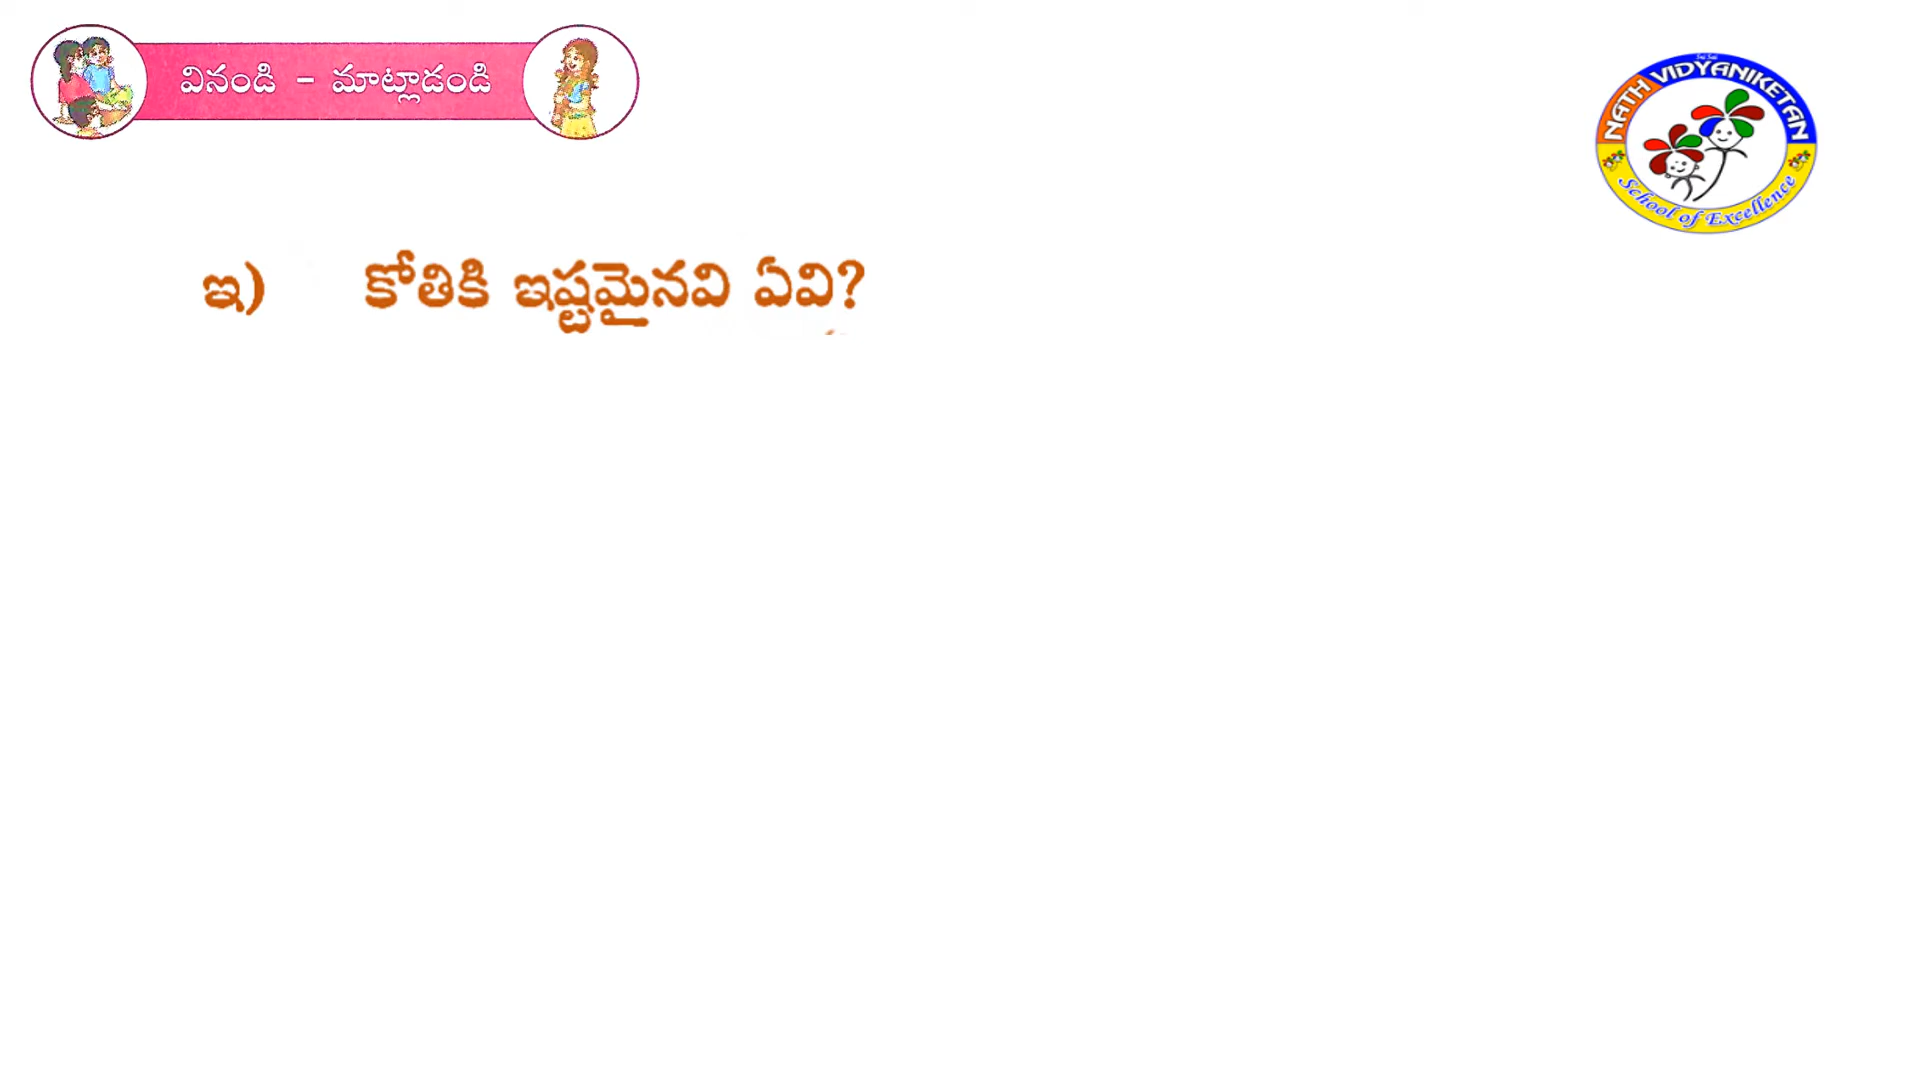 వినండి - మాట్లాడండి
NATH VIDYANIKETAN
School of Excellence
ఇ) కోతికి ఇష్టమైనవి ఏవి?